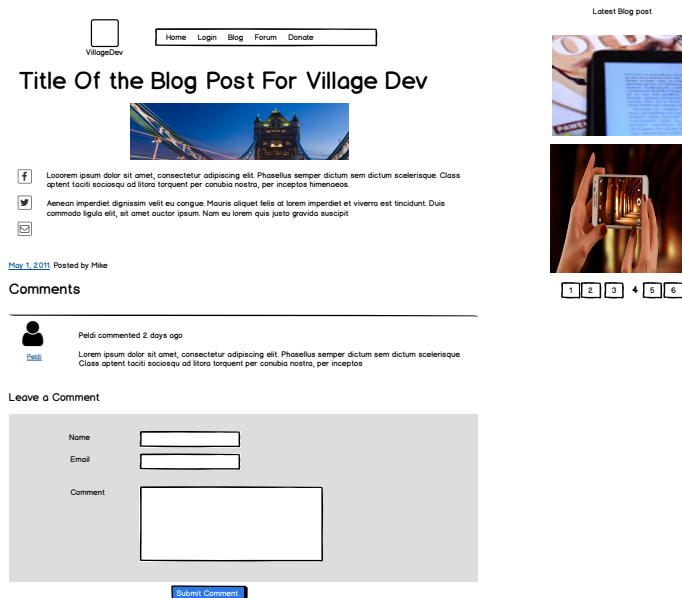 Latest Blog post
Home Login Blog Forum Donate
VillageDev
Title Of the Blog Post For Village Dev
Looorem ipsum dolor sit amet, consectetur adipiscing elit. Phasellus semper dictum sem dictum scelerisque. Class
aptent taciti sociosqu ad litora torquent per conubia nostra, per inceptos himenaeos.
Aenean imperdiet dignissim velit eu congue. Mauris aliquet felis at lorem imperdiet et viverra est tincidunt. Duis
commodo ligula elit, sit amet auctor ipsum. Nam eu lorem quis justo gravida suscipit
May 1, 2011. Posted by Mike
1 2 3 4 5 6
Comments
Peldi commented 2 days ago
Peldi
Lorem ipsum dolor sit amet, consectetur adipiscing elit. Phasellus semper dictum sem dictum scelerisque.
Class aptent taciti sociosqu ad litora torquent per conubia nostra, per inceptos
Leave a Comment
Name
Email
Comment
Submit Comment